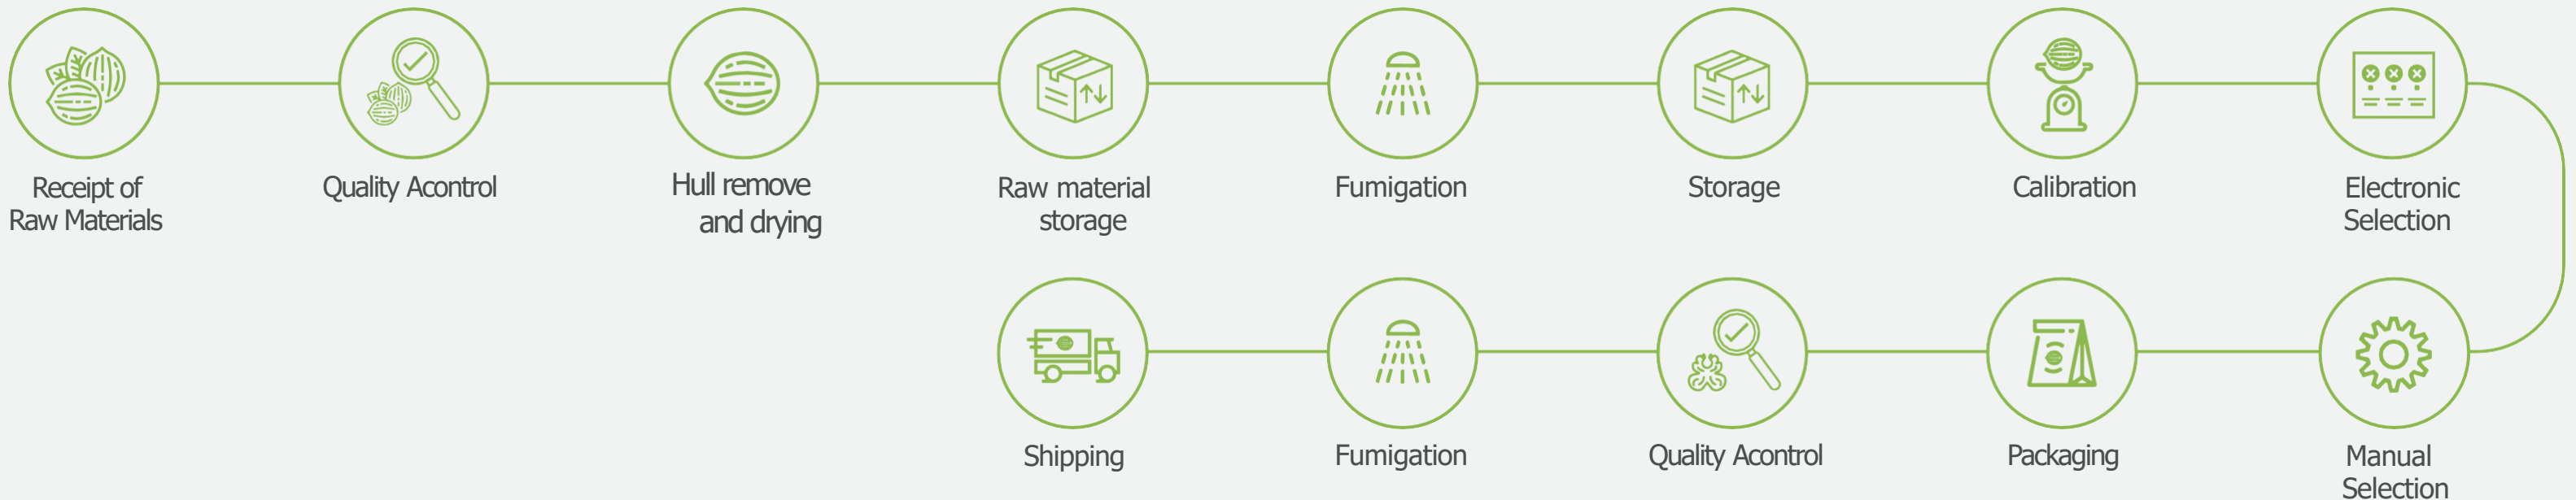 Receipt of
Raw Materials
Quality Acontrol
Hull remove
and drying
Raw material
storage
Fumigation
Storage
Calibration
Electronic
Selection
Shipping
Fumigation
Quality Acontrol
Packaging
Manual
Selection